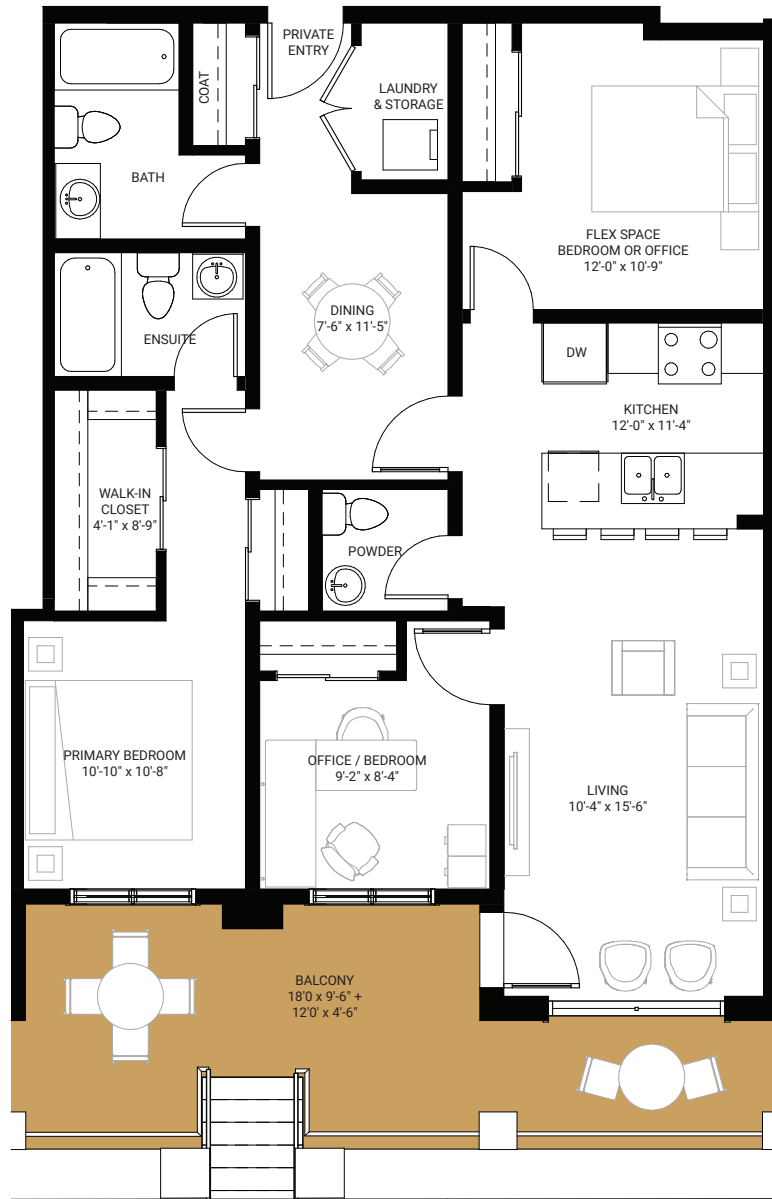 PRIVATE
ENTRY
COAT
LAUNDRY
& STORAGE
BATH
FLEX SPACE
BEDROOM OR OFFICE
12'-0" x 10'-9"
DINING
7'-6" x 11'-5"
ENSUITE
DW
KITCHEN
12'-0" x 11'-4"
WALK-IN
CLOSET
4'-1" x 8'-9"
POWDER
PRIMARY BEDROOM
10'-10" x 10'-8"
OFFICE / BEDROOM
9'-2" x 8'-4"
LIVING
10'-4" x 15'-6"
BALCONY
18'0 x 9'-6" +
12'0' x 4'-6"